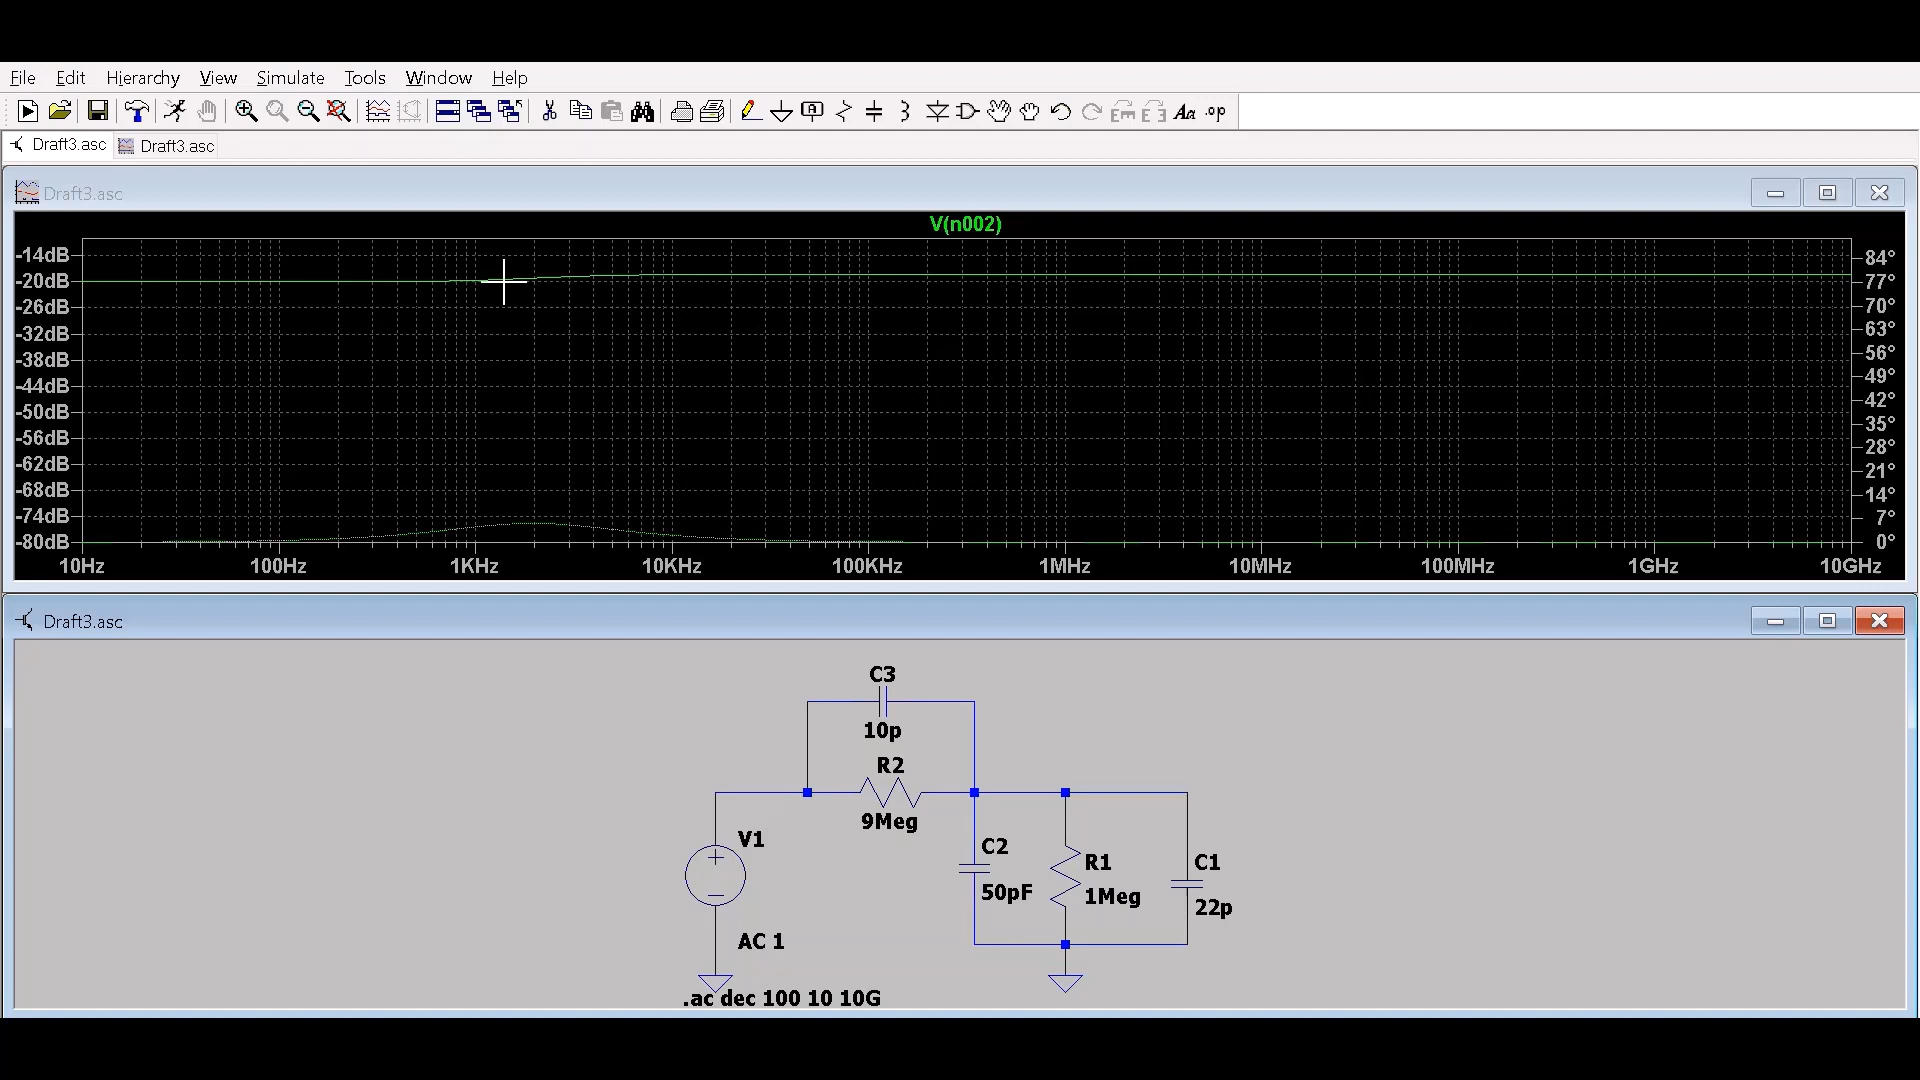 File Edit Hierarchy View Simulate Tools Window Help
Aa .op
Draft3.asc Draft3.asc
Draft3.asc
V(n002)
-14dB 84°
-20dB 77°
-26dB 70°
-32dB 63°
-38dB 56°
-44dB 49°
-50dB 42°
-56dB 35°
-62dB 28°
-68dB 21°
-74dB 14°
-80dB 7°
0°
10Hz 100Hz 1KHz 10KHz 100KHz 1MHz 10MHz 100MHz 1GHz 10GHz
Draft3.asc
C3
10p
R2
9Meg
V1
C2
50pF
R1
1Meg
C1
22p
AC 1
.ac dec 100 10 10G